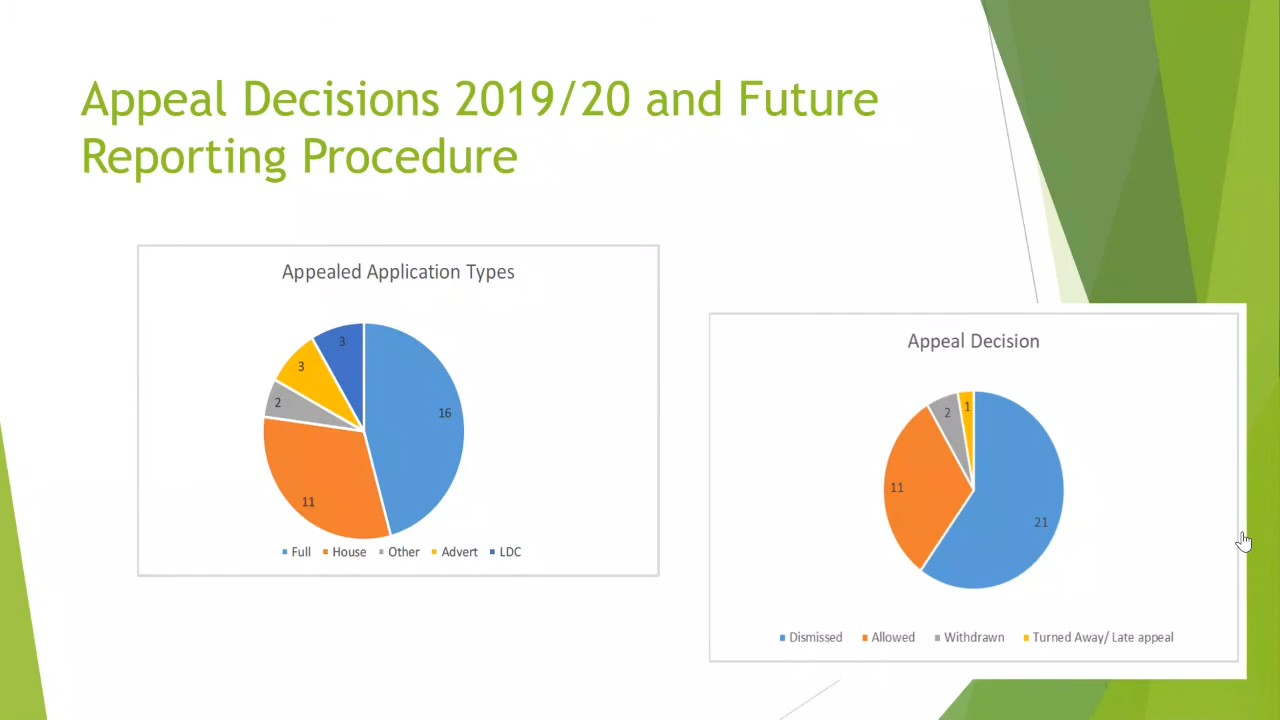 Appeal Decisions 2019/20 and Future
Reporting Procedure
Appealed Application Types
3
3
2
16
11
Full House Other Advert LDC
Appeal Decision
2
1
11
21
Dismissed Allowed Withdrawn Turned Away/ Late appeal